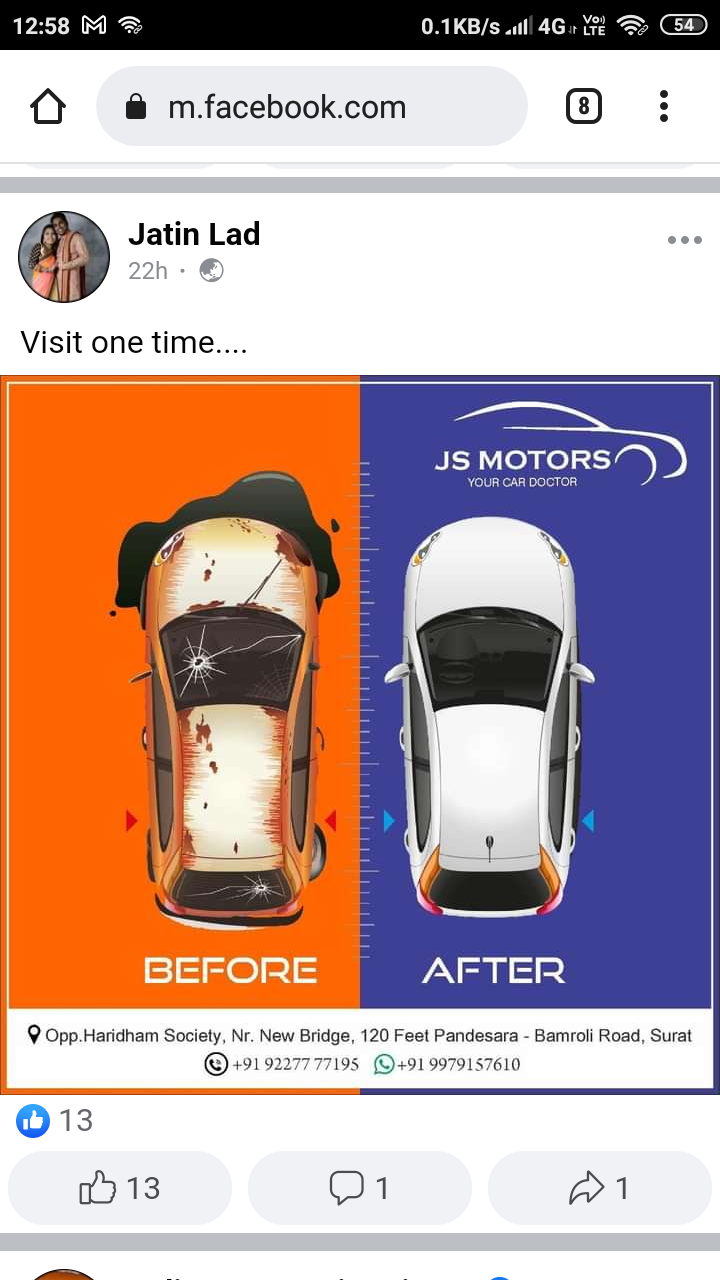 12:58 0.1KB/s 4G Vo) LTE 54
m.facebook.com 8
Jatin Lad
22h ·
Visit one time....
JS MOTORS
YOUR CAR DOCTOR
BEFORE AFTER
Opp.Haridham Society, Nr. New Bridge, 120 Feet Pandesara - Bamroli Road, Surat
+91 92277 77195 +91 9979157610
13
13 1 1